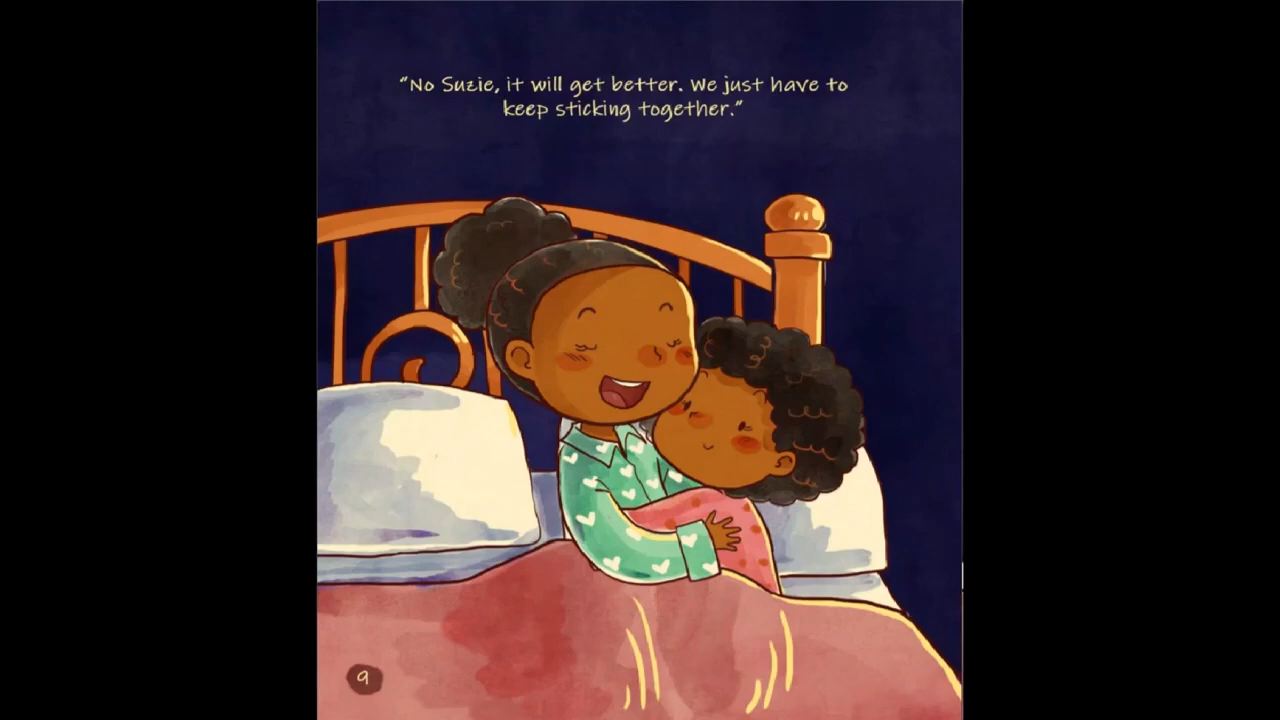 “No Suzie, it will get better. We just have to
keep sticking together.”
9